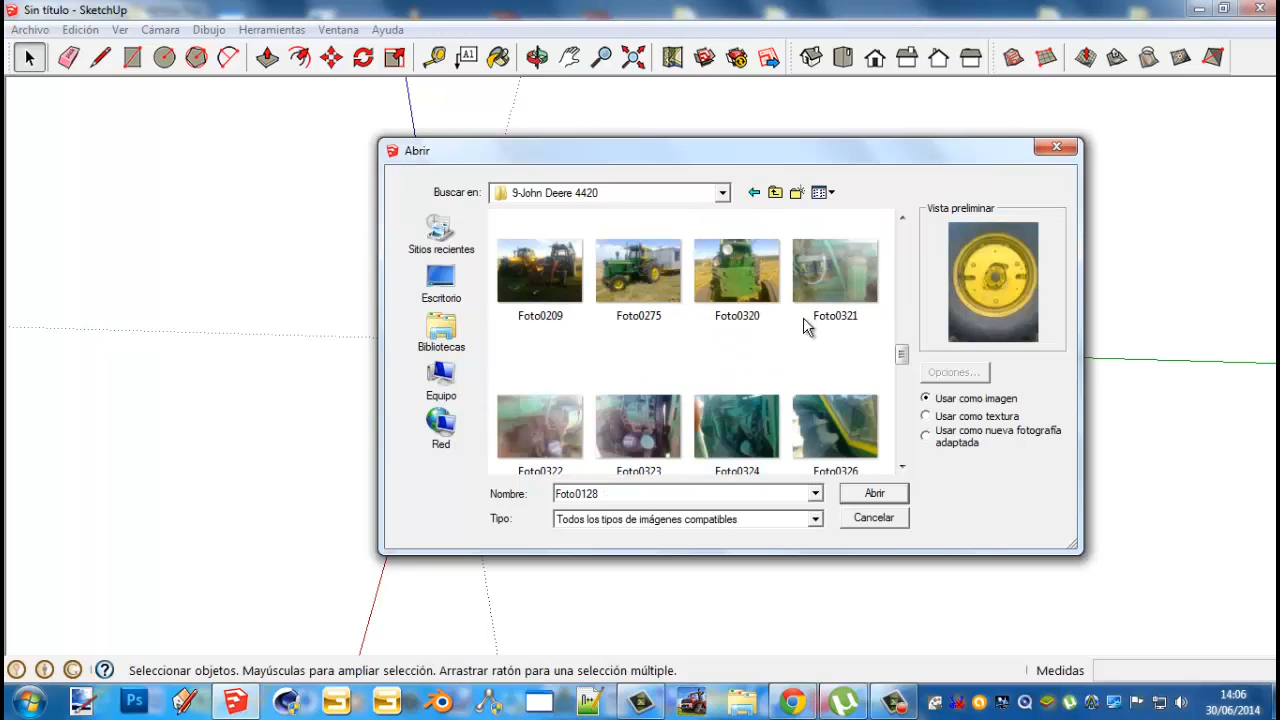 Sin título - SketchUp
Archivo Edición Ver Cámara Dibujo Herramientas Ventana Ayuda
A1
Abrir
Buscar en: 9-John Deere 4420
Vista preliminar
Sitios recientes
Escritorio
Bibliotecas
Equipo
Red
Foto0209 Foto0275 Foto0320 Foto0321
Foto0322 Foto0323 Foto0324 Foto0326
Opciones...
Usar como imagen
Usar como textura
Usar como nueva fotografía
adaptada
Nombre: Foto0128 Abrir
Tipo: Todos los tipos de imágenes compatibles Cancelar
Seleccionar objetos. Mayúsculas para ampliar selección. Arrastrar ratón para una selección múltiple. Medidas
Ps
14:06
30/06/2014